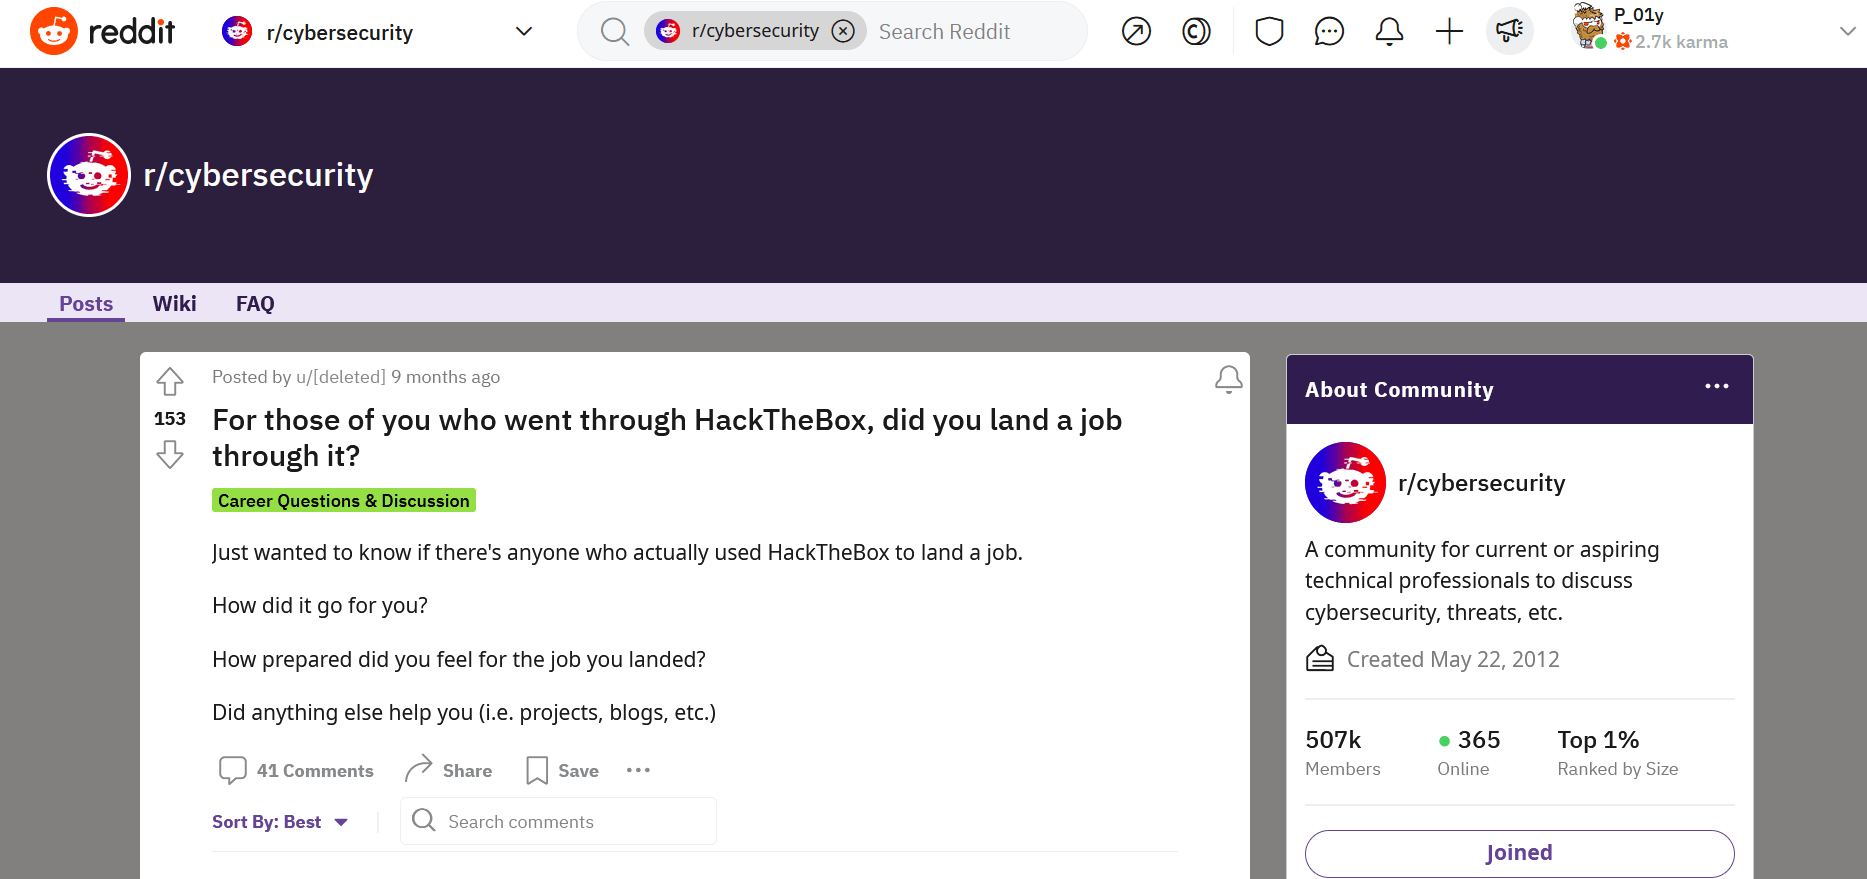 reddit
r/cybersecurity
r/cybersecurity
Search Reddit
P_01y
2.7k karma
r/cybersecurity
Posts
Wiki
FAQ
Posted by u/[deleted] 9 months ago
153
For those of you who went through HackTheBox, did you land a job
through it?
Career Questions & Discussion
Just wanted to know if there's anyone who actually used HackTheBox to land a job.
How did it go for you?
How prepared did you feel for the job you landed?
Did anything else help you (i.e. projects, blogs, etc.)
41 Comments
Share
Save
Sort By: Best
Search comments
About Community
r/cybersecurity
A community for current or aspiring
technical professionals to discuss
cybersecurity, threats, etc.
Created May 22, 2012
507k
Members
365
Online
Top 1%
Ranked by Size
Joined